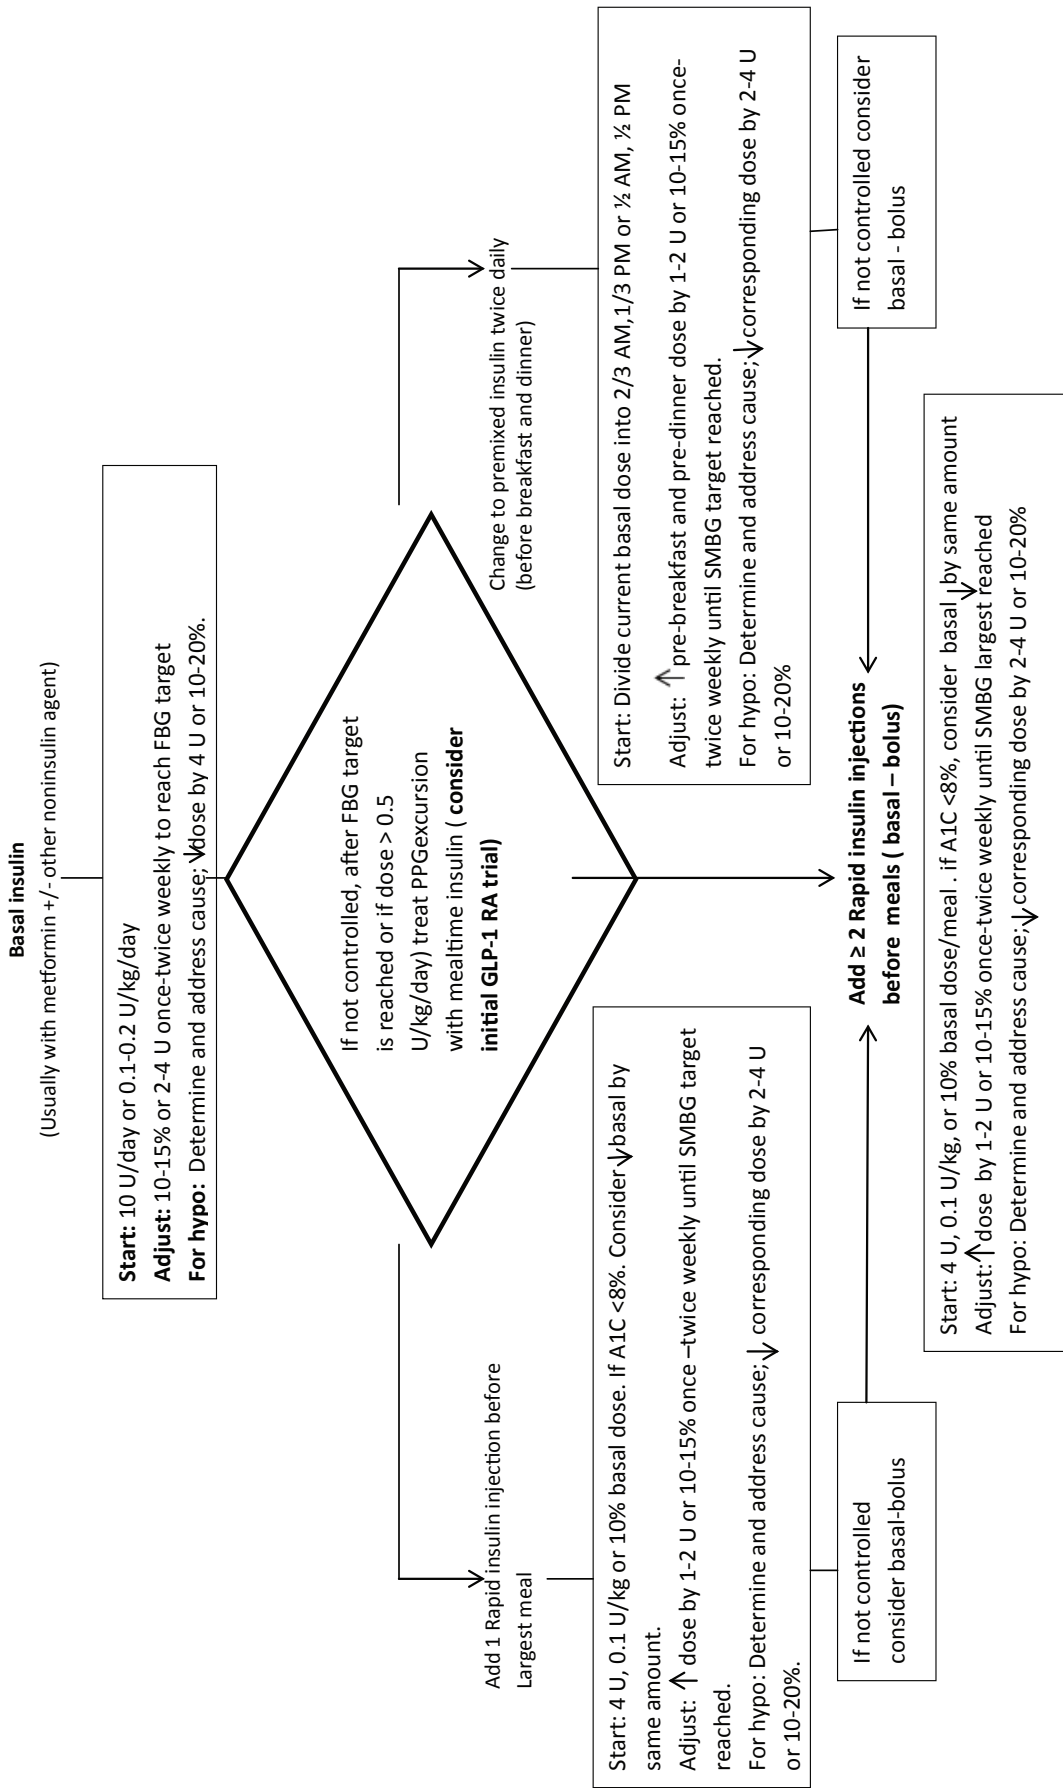 Basal insulin
(Usually with metformin +/- other noninsulin agent)
Start: 10 U/day or 0.1-0.2 U/kg/day
Adjust: 10-15% or 2-4 U once-twice weekly to reach FBG target
For hypo: Determine and address cause; ↓dose by 4 U or 10-20%.
If not controlled, after FBG target
is reached or if dose > 0.5
U/kg/day) treat PPGexcursion
with mealtime insulin ( consider
initial GLP-1 RA trial)
Add 1 Rapid insulin injection before
Largest meal
Start: 4 U, 0.1 U/kg or 10% basal dose. If A1C <8%. Consider ↓basal by
same amount.
Adjust: ↑ dose by 1-2 U or 10-15% once –twice weekly until SMBG target
reached.
For hypo: Determine and address cause; ↓ corresponding dose by 2-4 U
or 10-20%.
If not controlled
consider basal-bolus
Change to premixed insulin twice daily
(before breakfast and dinner)
Start: Divide current basal dose into 2/3 AM,1/3 PM or ½ AM, ½ PM
Adjust: ↑ pre-breakfast and pre-dinner dose by 1-2 U or 10-15% once-
twice weekly until SMBG target reached.
For hypo: Determine and address cause; ↓corresponding dose by 2-4 U
or 10-20%
If not controlled consider
basal - bolus
Add ≥ 2 Rapid insulin injections
before meals ( basal – bolus)
Start: 4 U, 0.1 U/kg, or 10% basal dose/meal . if A1C <8%, consider basal ↓ by same amount
Adjust: ↑ dose by 1-2 U or 10-15% once-twice weekly until SMBG largest reached
For hypo: Determine and address cause; ↓ corresponding dose by 2-4 U or 10-20%